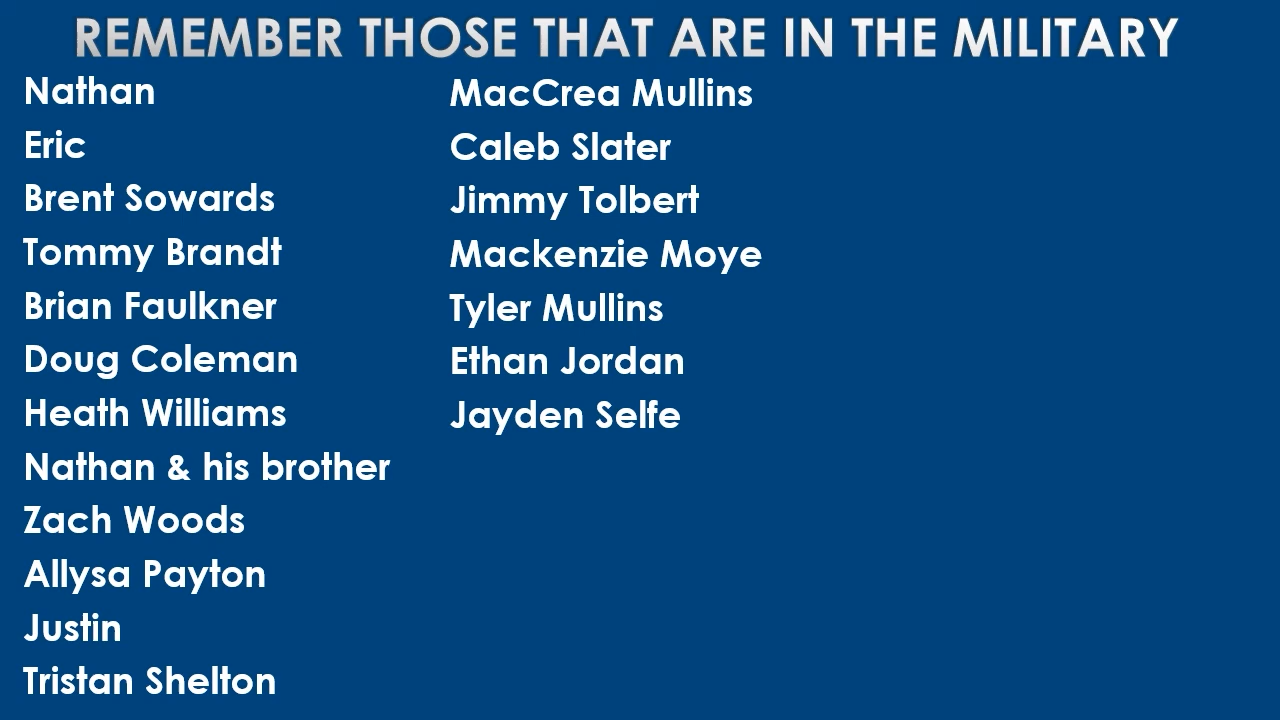 REMEMBER THOSE THAT ARE IN THE MILITARY
Nathan
Eric
Brent Sowards
Tommy Brandt
Brian Faulkner
Doug Coleman
Heath Williams
Nathan & his brother
Zach Woods
Allysa Payton
Justin
Tristan Shelton
MacCrea Mullins
Caleb Slater
Jimmy Tolbert
Mackenzie Moye
Tyler Mullins
Ethan Jordan
Jayden Selfe